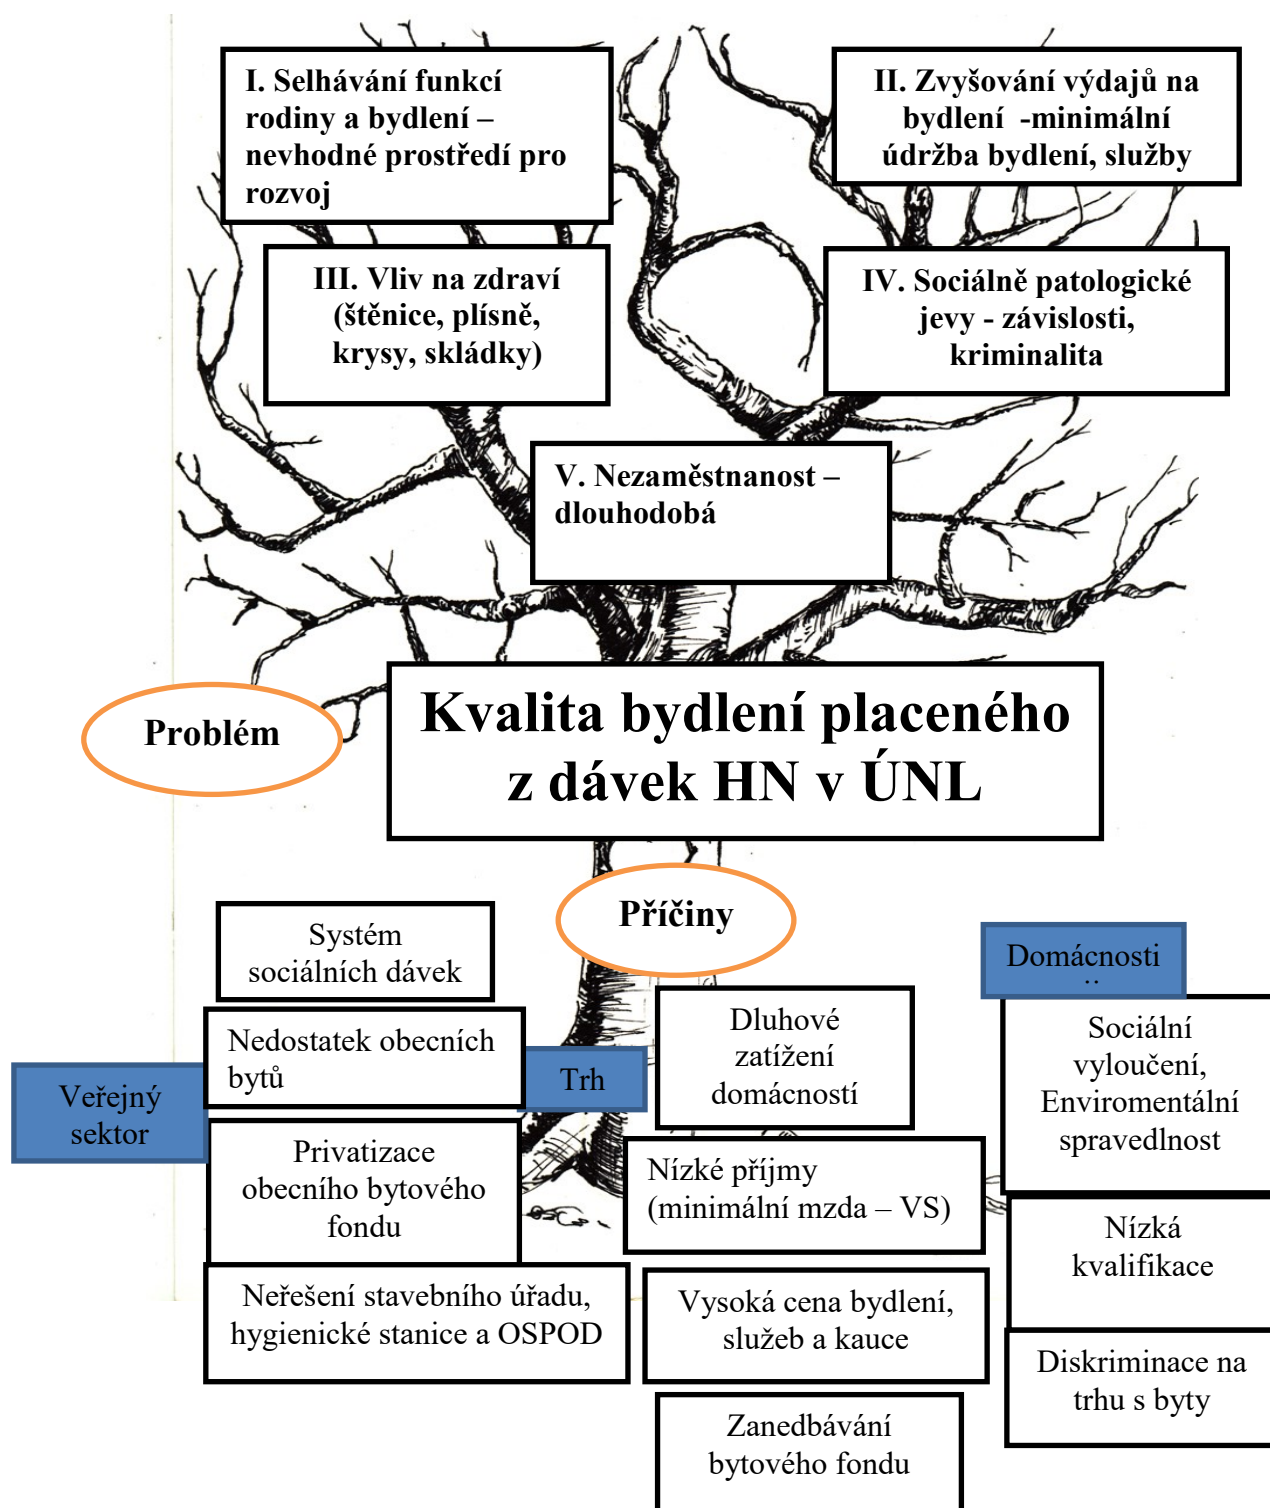 I. Selhávání funkcí
rodiny a bydlení –
nevhodné prostředí pro
rozvoj
II. Zvyšování výdajů na
bydlení -minimální
údržba bydlení, služby
III. Vliv na zdraví
(štěnice, plísně,
krysy, skládky)
IV. Sociálně patologické
jevy - závislosti,
kriminalita
V. Nezaměstnanost –
dlouhodobá
Problém
Kvalita bydlení placeného
z dávek HN v ÚNL
Příčiny
Systém
sociálních dávek
Domácnosti
Nedostatek obecních
bytů
Veřejný
sektor
Trh
Dluhové
zatížení
domácností
Sociální
vyloučení,
Enviromentální
spravedlnost
Privatizace
obecního bytového
fondu
Nízké příjmy
(minimální mzda – VS)
Nízká
kvalifikace
Neřešení stavebního úřadu,
hygienické stanice a OSPOD
Vysoká cena bydlení,
služeb a kauce
Diskriminace na
trhu s byty
Zanedbávání
bytového fondu